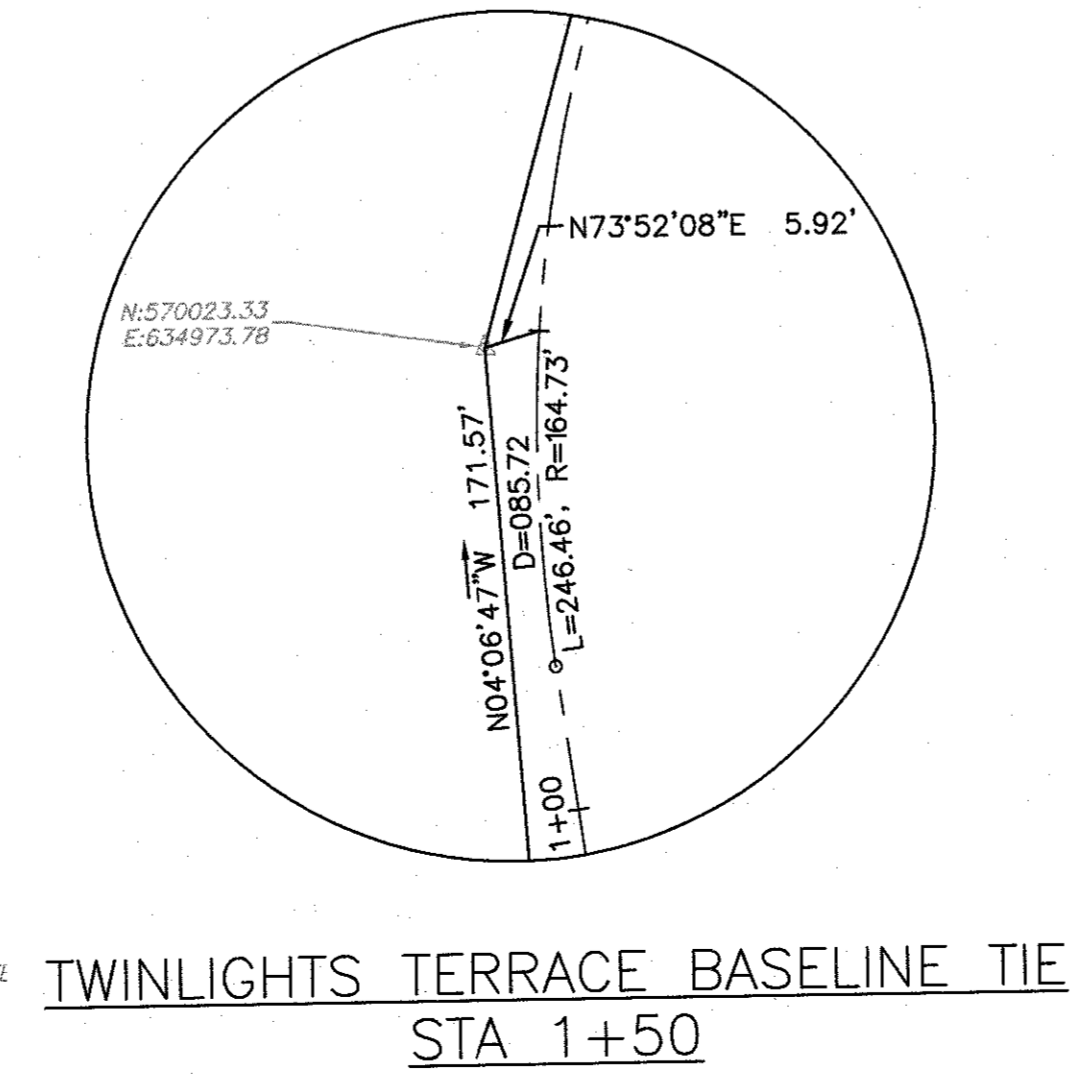 N73°52'08"E 5.92'
N:570023.33
E:634973.78
N04°06'47"W 171.57'
D=085.72
L=246.46', R=164.73'
1+00
TWINLIGHTS TERRACE BASELINE TIE
STA 1+50